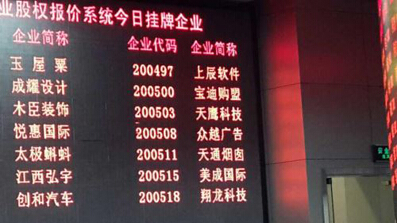 业股权报价系统今日挂牌企业
企业简称 企业代码 企业简称
玉屋粟 200497 上辰软件
成耀设计 200500 宝迪购盟
木臣装饰 200503 天鹰科技
悦惠国际 200508 众越广告
太极蝌蚪 200511 天通烟囱
江西弘宇 200515 美成国际
创和汽车 200518 翔龙科技